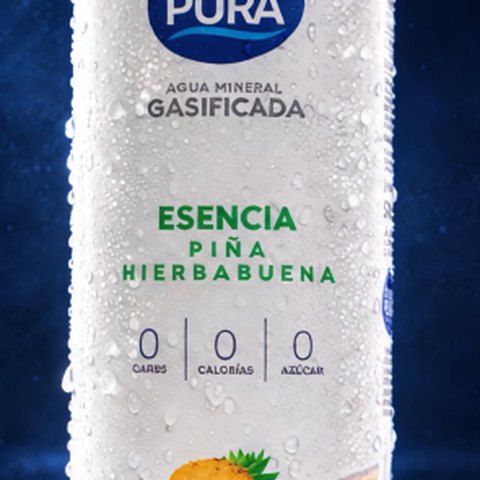 PURA
AGUA MINERAL
GASIFICADA
ESENCIA
PIÑA
HIERBABUENA
0 0 0
CARBS CALORÍAS AZÚCAR